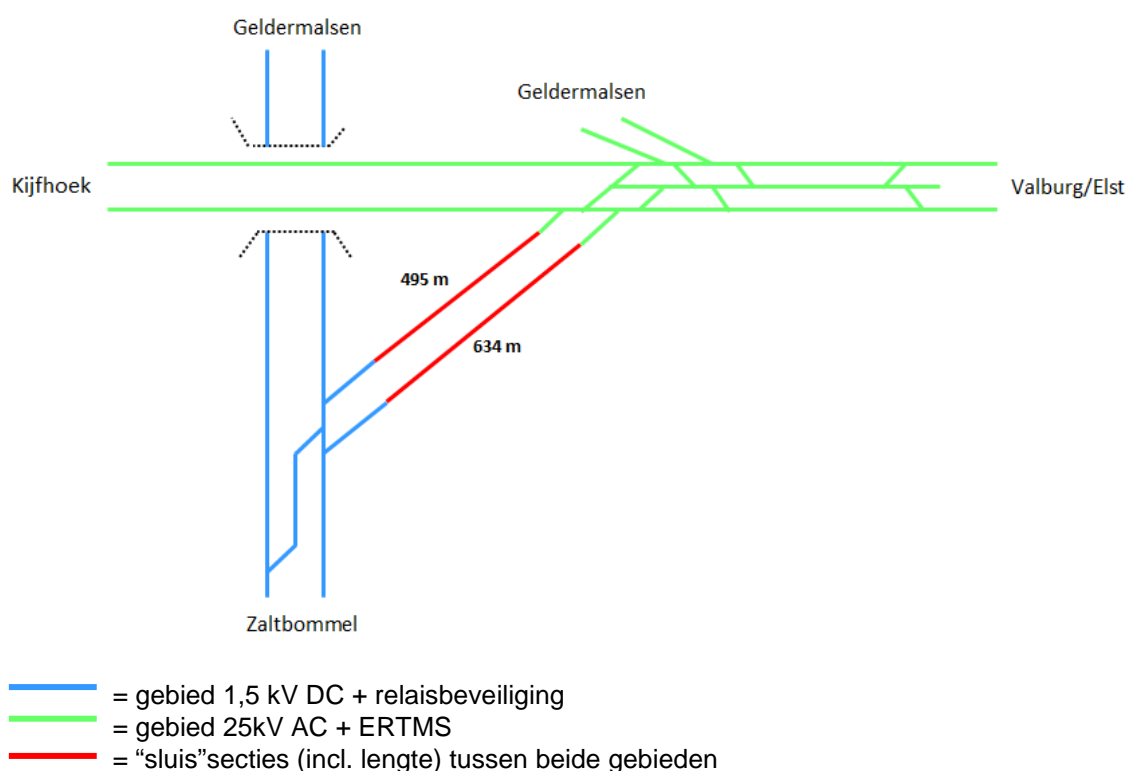 Geldermalsen
Geldermalsen
Kijfhoek
Valburg/Elst
495 m
634 m
Zaltbommel
= gebied 1,5 kV DC + relaisbeveiliging
= gebied 25kV AC + ERTMS
= “sluis”secties (incl. lengte) tussen beide gebieden